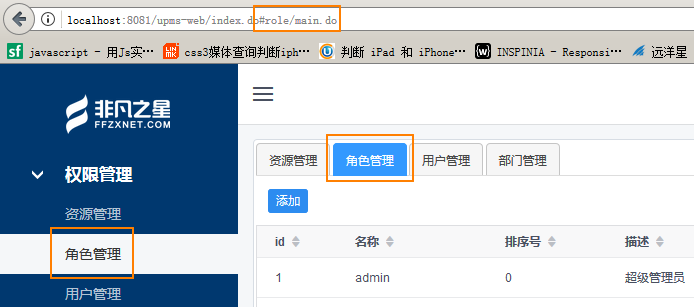 localhost:8081/upms-web/index.do#role/main.do
javascript - 用Js实… css3媒体查询判断iph… 判断 iPad 和 iPhone… INSPINIA - Responsi… 远洋星
非凡之星
FFZXNET.COM
权限管理
资源管理
角色管理
用户管理
资源管理 角色管理 用户管理 部门管理
添加
id 名称 排序号 描述
1 admin 0 超级管理员